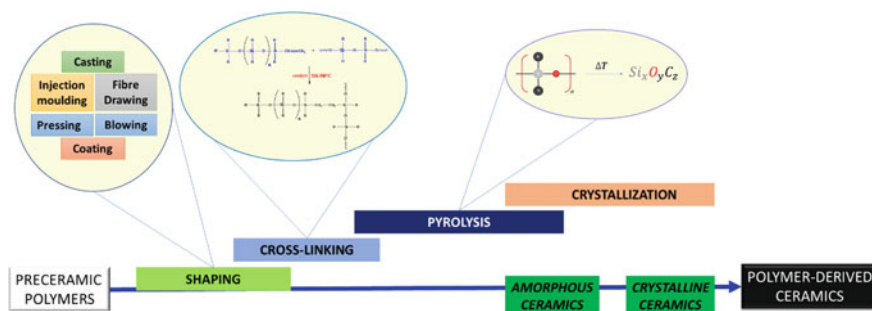 Casting
Injection
moulding
Fibre
Drawing
Pressing
Blowing
Coating
ΔT
SiₓOᵧC_z
n
CRYSTALLIZATION
PYROLYSIS
CROSS-LINKING
SHAPING
PRECERAMIC
POLYMERS
AMORPHOUS
CERAMICS
CRYSTALLINE
CERAMICS
POLYMER-DERIVED
CERAMICS